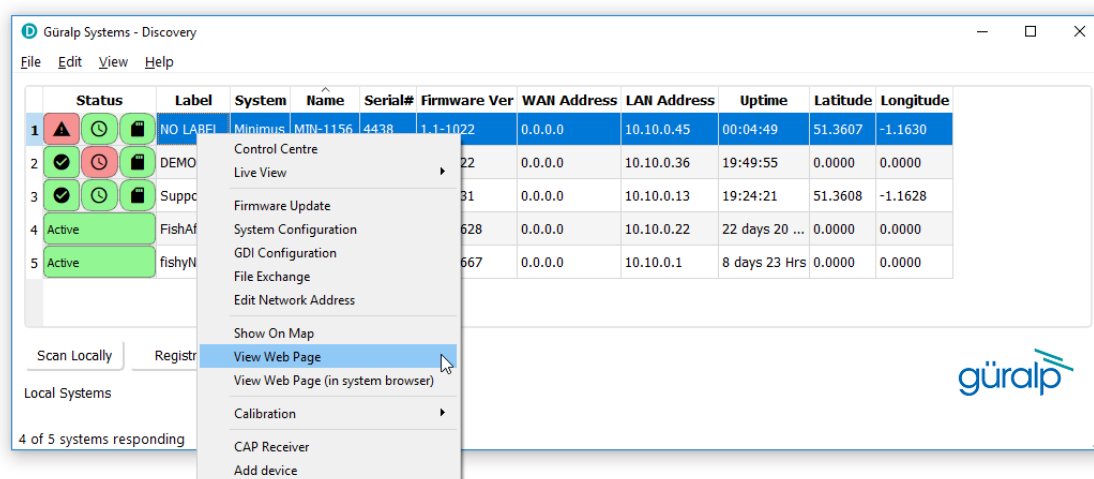 Güralp Systems - Discovery
File Edit View Help
Status Label System Name Serial# Firmware Ver WAN Address LAN Address Uptime Latitude Longitude
1 NO LABEL Minimus MIN-1156 4438 1.1-1022 0.0.0.0 10.10.0.45 00:04:49 51.3607 -1.1630
2 DEMO 22 0.0.0.0 10.10.0.36 19:49:55 0.0000 0.0000
3 Suppo 31 0.0.0.0 10.10.0.13 19:24:21 51.3608 -1.1628
4 Active FishAf 628 0.0.0.0 10.10.0.22 22 days 20 ... 0.0000 0.0000
5 Active fishyN 667 0.0.0.0 10.10.0.1 8 days 23 Hrs 0.0000 0.0000
Control Centre
Live View
Firmware Update
System Configuration
GDI Configuration
File Exchange
Edit Network Address
Show On Map
View Web Page
View Web Page (in system browser)
Calibration
CAP Receiver
Add device
Scan Locally Registr
Local Systems
4 of 5 systems responding
güralp